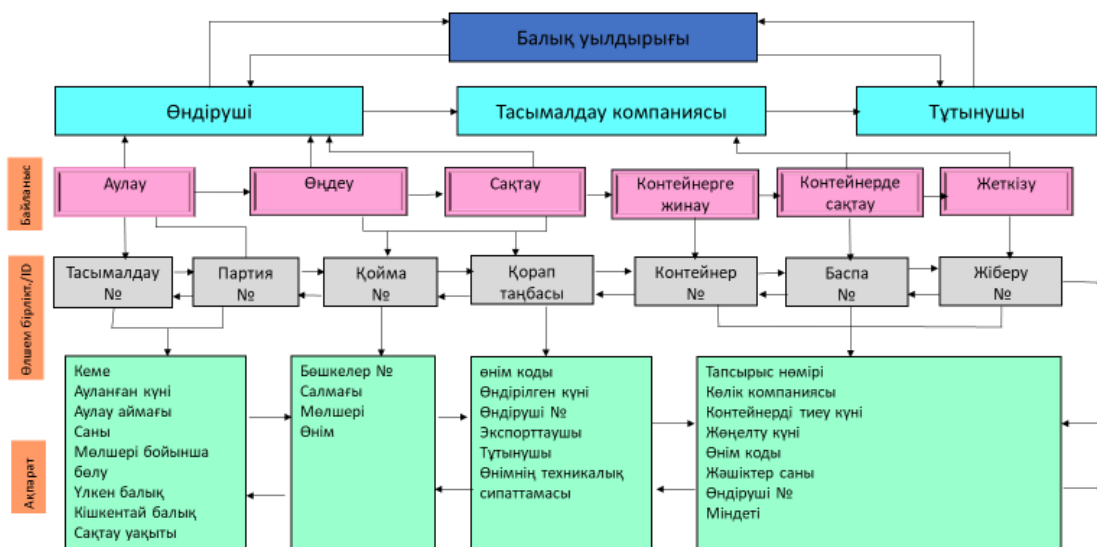 Балық уылдырығы
Өндіруші
Тасымалдау компаниясы
Тұтынушы
Байланыс
Аулау
Өңдеу
Сақтау
Контейнерге
жинау
Контейнерде
сақтау
Жеткізу
Өлшем бірлікт./ID
Тасымалдау
№
Партия
№
Қойма
№
Қорап
таңбасы
Контейнер
№
Баспа
№
Жіберу
№
Ақпарат
Кеме
Ауланған күні
Аулау аймағы
Саны
Мөлшері бойынша
бөлу
Үлкен балық
Кішкентай балық
Сақтау уақыты
Бөшкелер №
Салмағы
Мөлшері
Өнім
өнім коды
Өндірілген күні
Өндіруші №
Экспорттаушы
Тұтынушы
Өнімнің техникалық
сипаттамасы
Тапсырыс нөмірі
Көлік компаниясы
Контейнерді тиеу күні
Жөңелту күні
Өнім коды
Жәшіктер саны
Өндіруші №
Міндеті